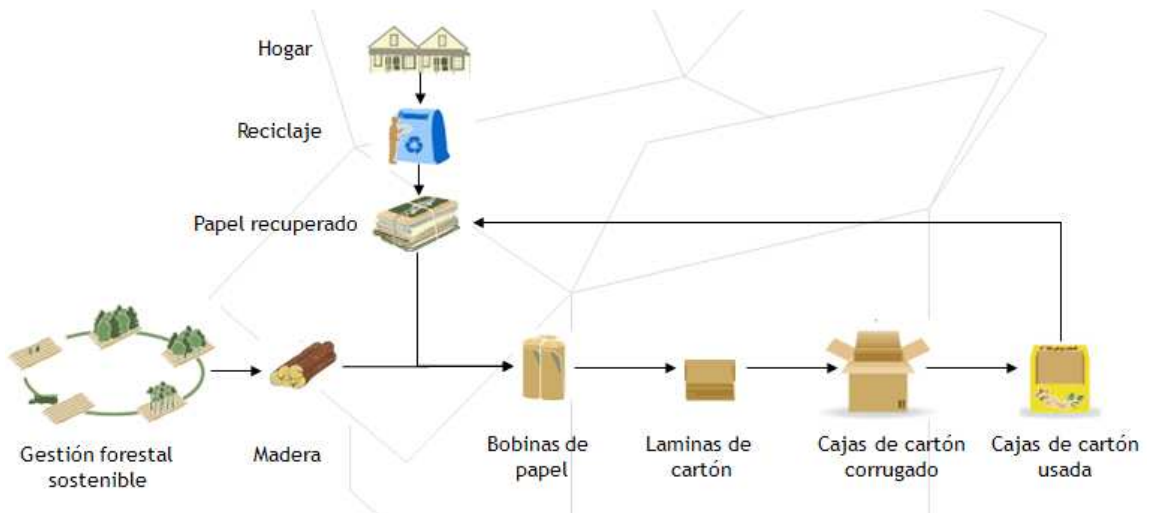 Hogar
Reciclaje
Papel recuperado
Gestión forestal
sostenible
Madera
Bobinas de
papel
Laminas de
cartón
Cajas de cartón
corrugado
Cajas de cartón
usada